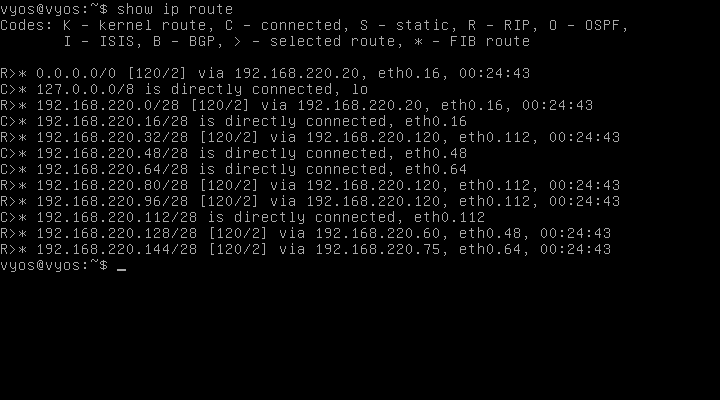 vyos@vyos:~$ show ip route
Codes: K - kernel route, C - connected, S - static, R - RIP, O - OSPF,
I - ISIS, B - BGP, > - selected route, * - FIB route
R>* 0.0.0.0/0 [120/2] via 192.168.220.20, eth0.16, 00:24:43
C>* 127.0.0.0/8 is directly connected, lo
R>* 192.168.220.0/28 [120/2] via 192.168.220.20, eth0.16, 00:24:43
C>* 192.168.220.16/28 is directly connected, eth0.16
R>* 192.168.220.32/28 [120/2] via 192.168.220.120, eth0.112, 00:24:43
C>* 192.168.220.48/28 is directly connected, eth0.48
C>* 192.168.220.64/28 is directly connected, eth0.64
R>* 192.168.220.80/28 [120/2] via 192.168.220.120, eth0.112, 00:24:43
R>* 192.168.220.96/28 [120/2] via 192.168.220.120, eth0.112, 00:24:43
C>* 192.168.220.112/28 is directly connected, eth0.112
R>* 192.168.220.128/28 [120/2] via 192.168.220.60, eth0.48, 00:24:43
R>* 192.168.220.144/28 [120/2] via 192.168.220.75, eth0.64, 00:24:43
vyos@vyos:~$ _